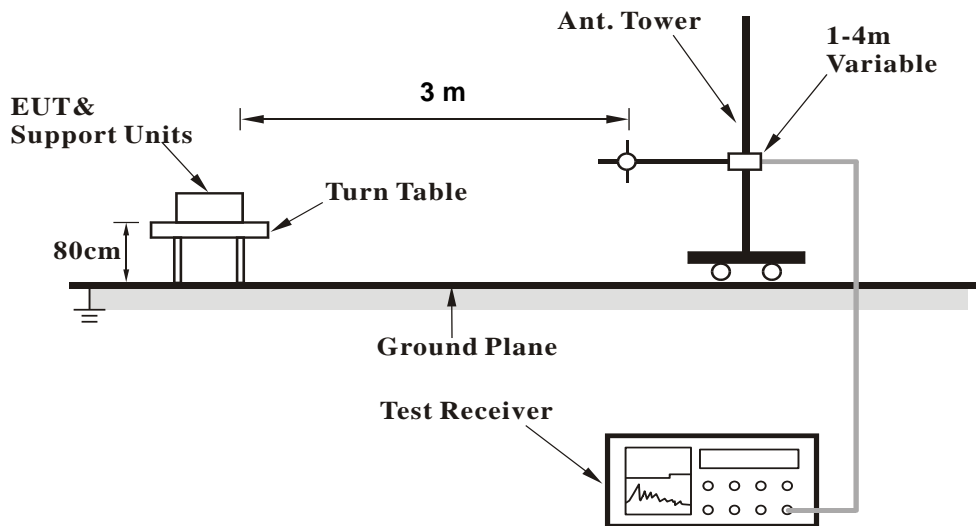 Ant. Tower
1-4m
Variable
3 m
EUT&
Support Units
Turn Table
80cm
Ground Plane
Test Receiver